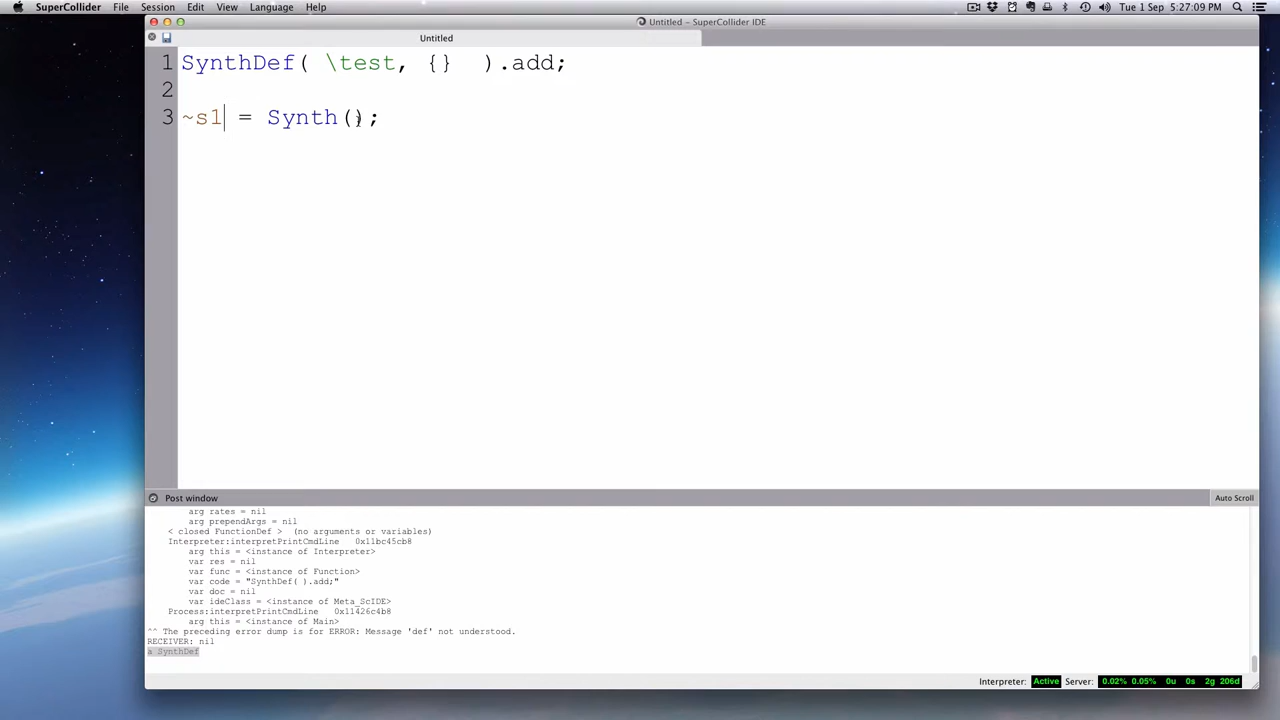 SuperCollider File Session Edit View Language Help Tue 1 Sep 5:27:09 PM
Untitled – SuperCollider IDE
Untitled
1 SynthDef( \test, {} ).add;
2
3 ~s1 = Synth();
Post window Auto Scroll
arg rates = nil
arg prependArgs = nil
< closed FunctionDef > (no arguments or variables)
Interpreter:interpretPrintCmdLine 0x11bc45cb8
arg this = <instance of Interpreter>
var res = nil
var func = <instance of Function>
var code = "SynthDef( ).add;"
var doc = nil
var ideClass = <instance of Meta_ScIDE>
Process:interpretPrintCmdLine 0x11426c4b8
arg this = <instance of Main>
^^ The preceding error dump is for ERROR: Message 'def' not understood.
RECEIVER: nil
a SynthDef
Interpreter: Active Server: 0.02% 0.05% 0u 0s 2g 206d